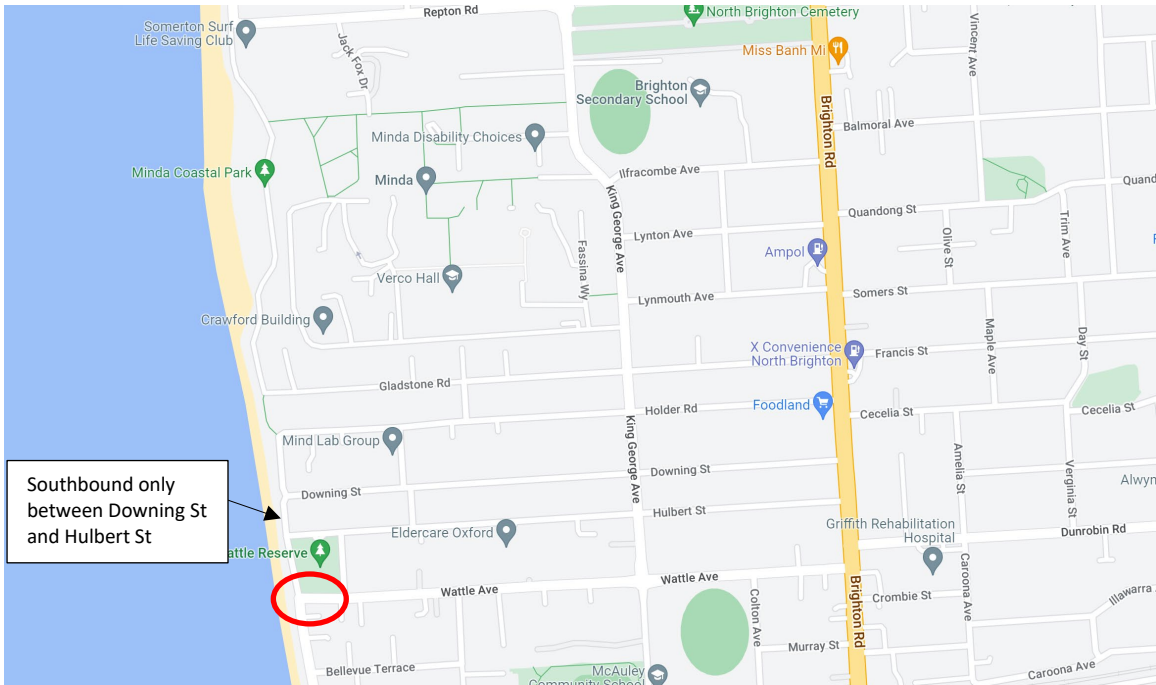 Repton Rd
North Brighton Cemetery
Somerton Surf
Life Saving Club
Jack Fox Dr
Miss Banh Mi
Vincent Ave
Brighton
Secondary School
Brighton Rd
Balmoral Ave
Minda Disability Choices
Minda Coastal Park
Minda
Ilfracombe Ave
Quand
King George Ave
Quandong St
Trim Ave
Fassina Wy
Lynton Ave
Olive St
Ampol
F
Verco Hall
Lynmouth Ave
Somers St
Crawford Building
Maple Ave
Day St
X Convenience
North Brighton
Francis St
Gladstone Rd
Foodland
Holder Rd
Cecelia St
Cecelia St
Mind Lab Group
King George Ave
Amelia St
Verginia St
Southbound only
between Downing St
and Hulbert St
Downing St
Downing St
Alwyn
Hulbert St
Eldercare Oxford
Griffith Rehabilitation
Hospital
Dunrobin Rd
attle Reserve
Wattle Ave
Wattle Ave
Brighton Rd
Colton Ave
Crombie St
Caroona Ave
Illawarra
Murray St
Bellevue Terrace
McAuley
Community School
Caroona Ave